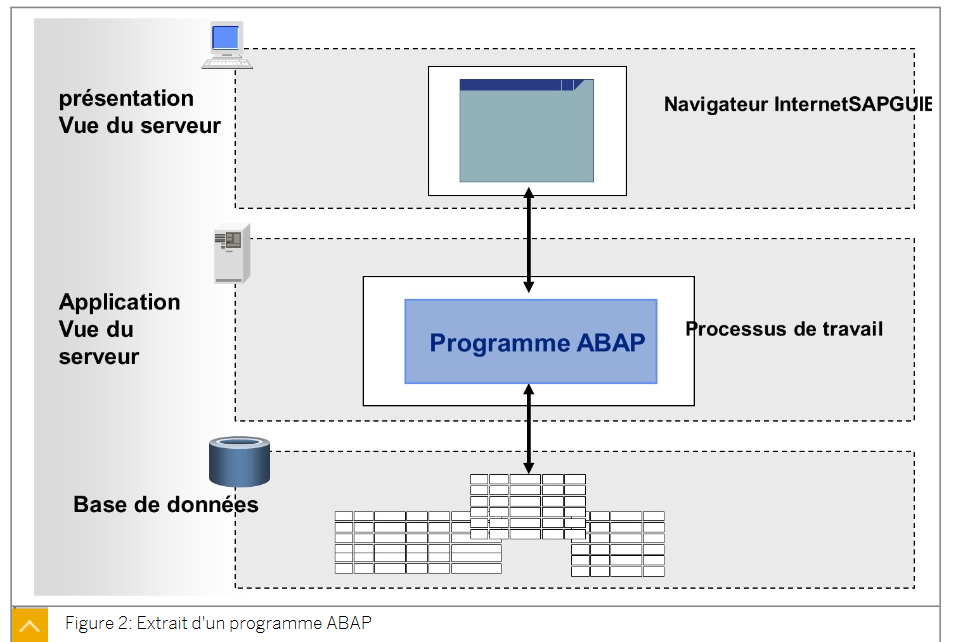 présentation
Vue du serveur
Navigateur InternetSAPGUIE
Application
Vue du
serveur
Programme ABAP
Processus de travail
Base de données
Figure 2: Extrait d'un programme ABAP